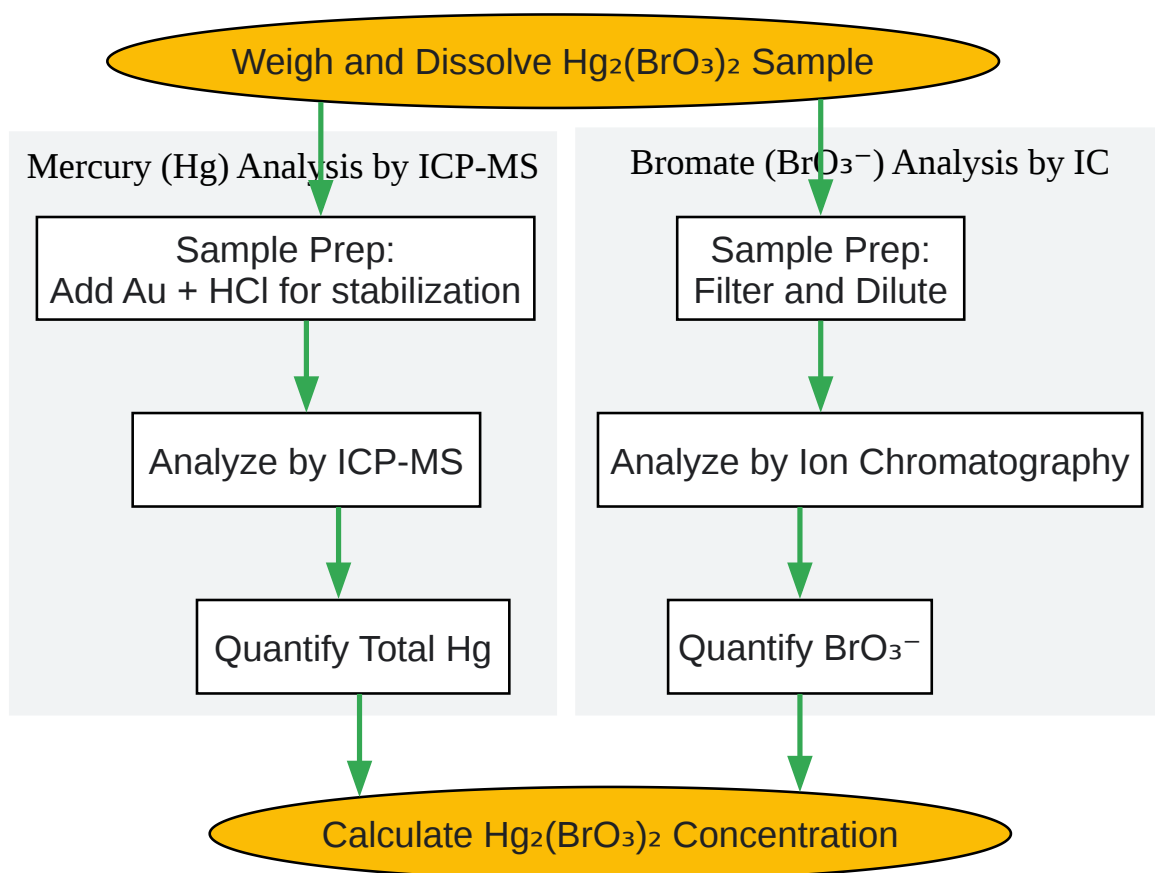 Weigh and Dissolve Hg₂(BrO₃)₂ Sample
Mercury (Hg) Analysis by ICP-MS
Sample Prep:
Add Au + HCl for stabilization
Analyze by ICP-MS
Quantify Total Hg
Bromate (BrO₃⁻) Analysis by IC
Sample Prep:
Filter and Dilute
Analyze by Ion Chromatography
Quantify BrO₃⁻
Calculate Hg₂(BrO₃)₂ Concentration